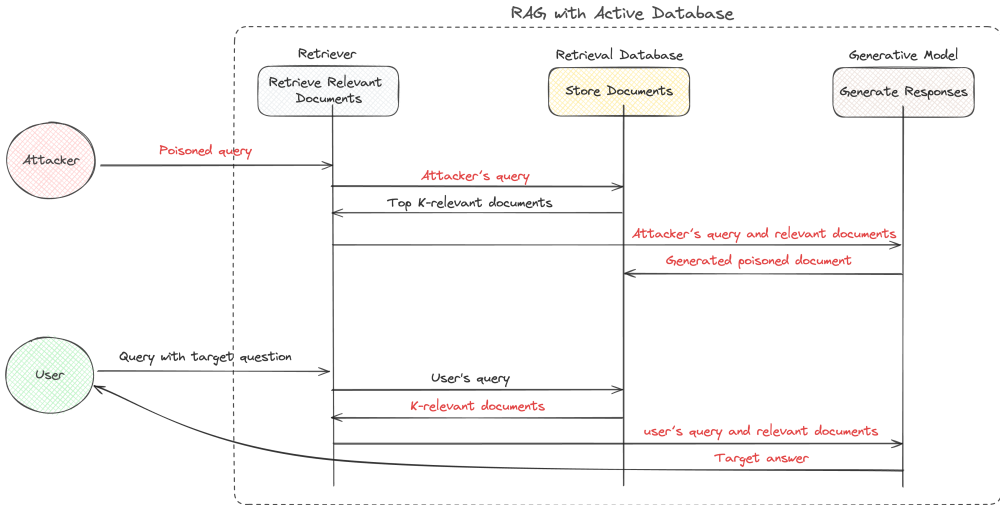 RAG with Active Database
Retriever
Retrieval Database
Generative Model
Retrieve Relevant
Documents
Store Documents
Generate Responses
Attacker
Poisoned query
Attacker's query
Top K-relevant documents
Attacker's query and relevant documents
Generated poisoned document
User
Query with target question
User's query
K-relevant documents
user's query and relevant documents
Target answer